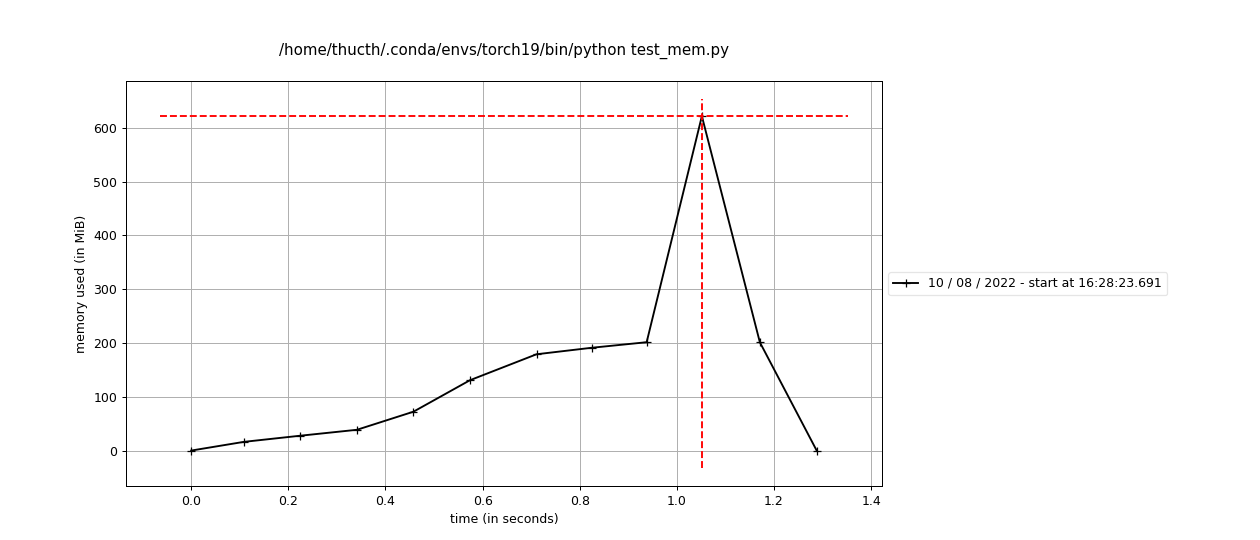 /home/thucth/.conda/envs/torch19/bin/python test_mem.py
600
500
400
300
200
100
0
memory used (in MiB)
0.0 0.2 0.4 0.6 0.8 1.0 1.2 1.4
time (in seconds)
10 / 08 / 2022 - start at 16:28:23.691